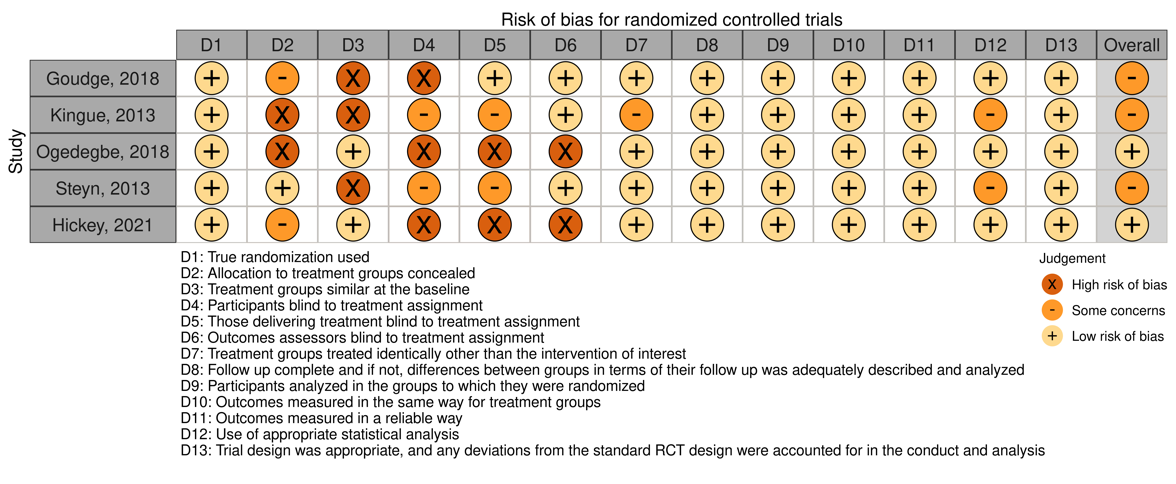 Risk of bias for randomized controlled trials
D1 D2 D3 D4 D5 D6 D7 D8 D9 D10 D11 D12 D13 Overall
Study
Goudge, 2018 + - X X + + + + + + + + + -
Kingue, 2013 + X X - - + - + + + + - + -
Ogedegbe, 2018 + X + X X X + + + + + + + +
Steyn, 2013 + + X - - + + + + + + - + -
Hickey, 2021 + - + X X X + + + + + + + +
D1: True randomization used
D2: Allocation to treatment groups concealed
D3: Treatment groups similar at the baseline
D4: Participants blind to treatment assignment
D5: Those delivering treatment blind to treatment assignment
D6: Outcomes assessors blind to treatment assignment
D7: Treatment groups treated identically other than the intervention of interest
D8: Follow up complete and if not, differences between groups in terms of their follow up was adequately described and analyzed
D9: Participants analyzed in the groups to which they were randomized
D10: Outcomes measured in the same way for treatment groups
D11: Outcomes measured in a reliable way
D12: Use of appropriate statistical analysis
D13: Trial design was appropriate, and any deviations from the standard RCT design were accounted for in the conduct and analysis
Judgement
X High risk of bias
- Some concerns
+ Low risk of bias